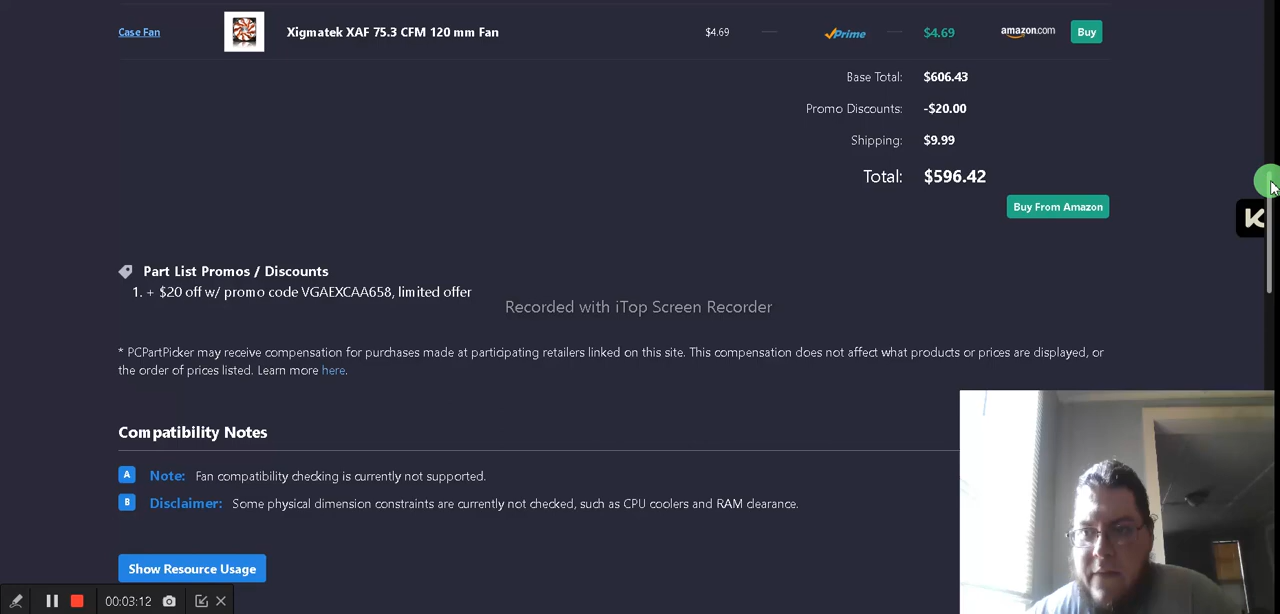 Case Fan Xigmatek XAF 75.3 CFM 120 mm Fan $4.69 Prime $4.69 amazon.com Buy
Base Total: $606.43
Promo Discounts: -$20.00
Shipping: $9.99
Total: $596.42
Buy From Amazon
K
Part List Promos / Discounts
1. + $20 off w/ promo code VGAEXCAA658, limited offer
Recorded with iTop Screen Recorder
* PCPartPicker may receive compensation for purchases made at participating retailers linked on this site. This compensation does not affect what products or prices are displayed, or
the order of prices listed. Learn more here.
Compatibility Notes
A Note: Fan compatibility checking is currently not supported.
B Disclaimer: Some physical dimension constraints are currently not checked, such as CPU coolers and RAM clearance.
Show Resource Usage
00:03:12